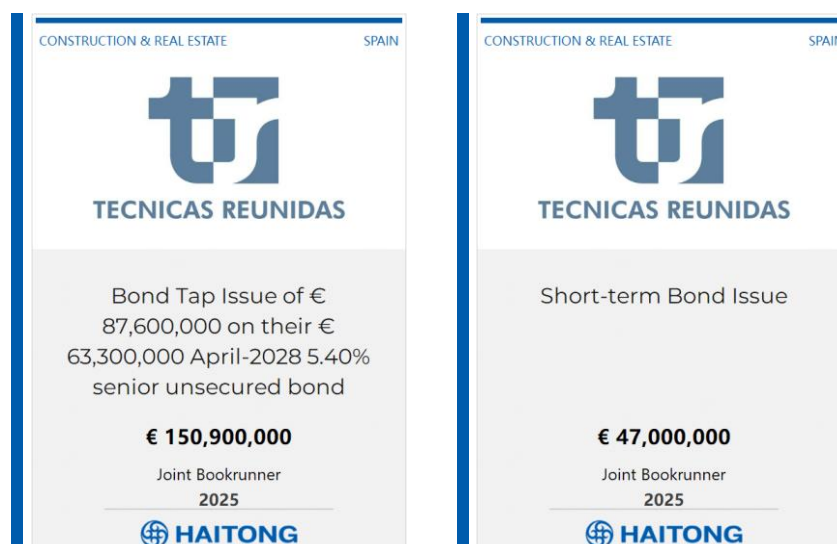 CONSTRUCTION & REAL ESTATE SPAIN
TECNICAS REUNIDAS
Bond Tap Issue of €
87,600,000 on their €
63,300,000 April-2028 5.40%
senior unsecured bond
€ 150,900,000
Joint Bookrunner
2025
HAITONG
CONSTRUCTION & REAL ESTATE SPAIN
TECNICAS REUNIDAS
Short-term Bond Issue
€ 47,000,000
Joint Bookrunner
2025
HAITONG